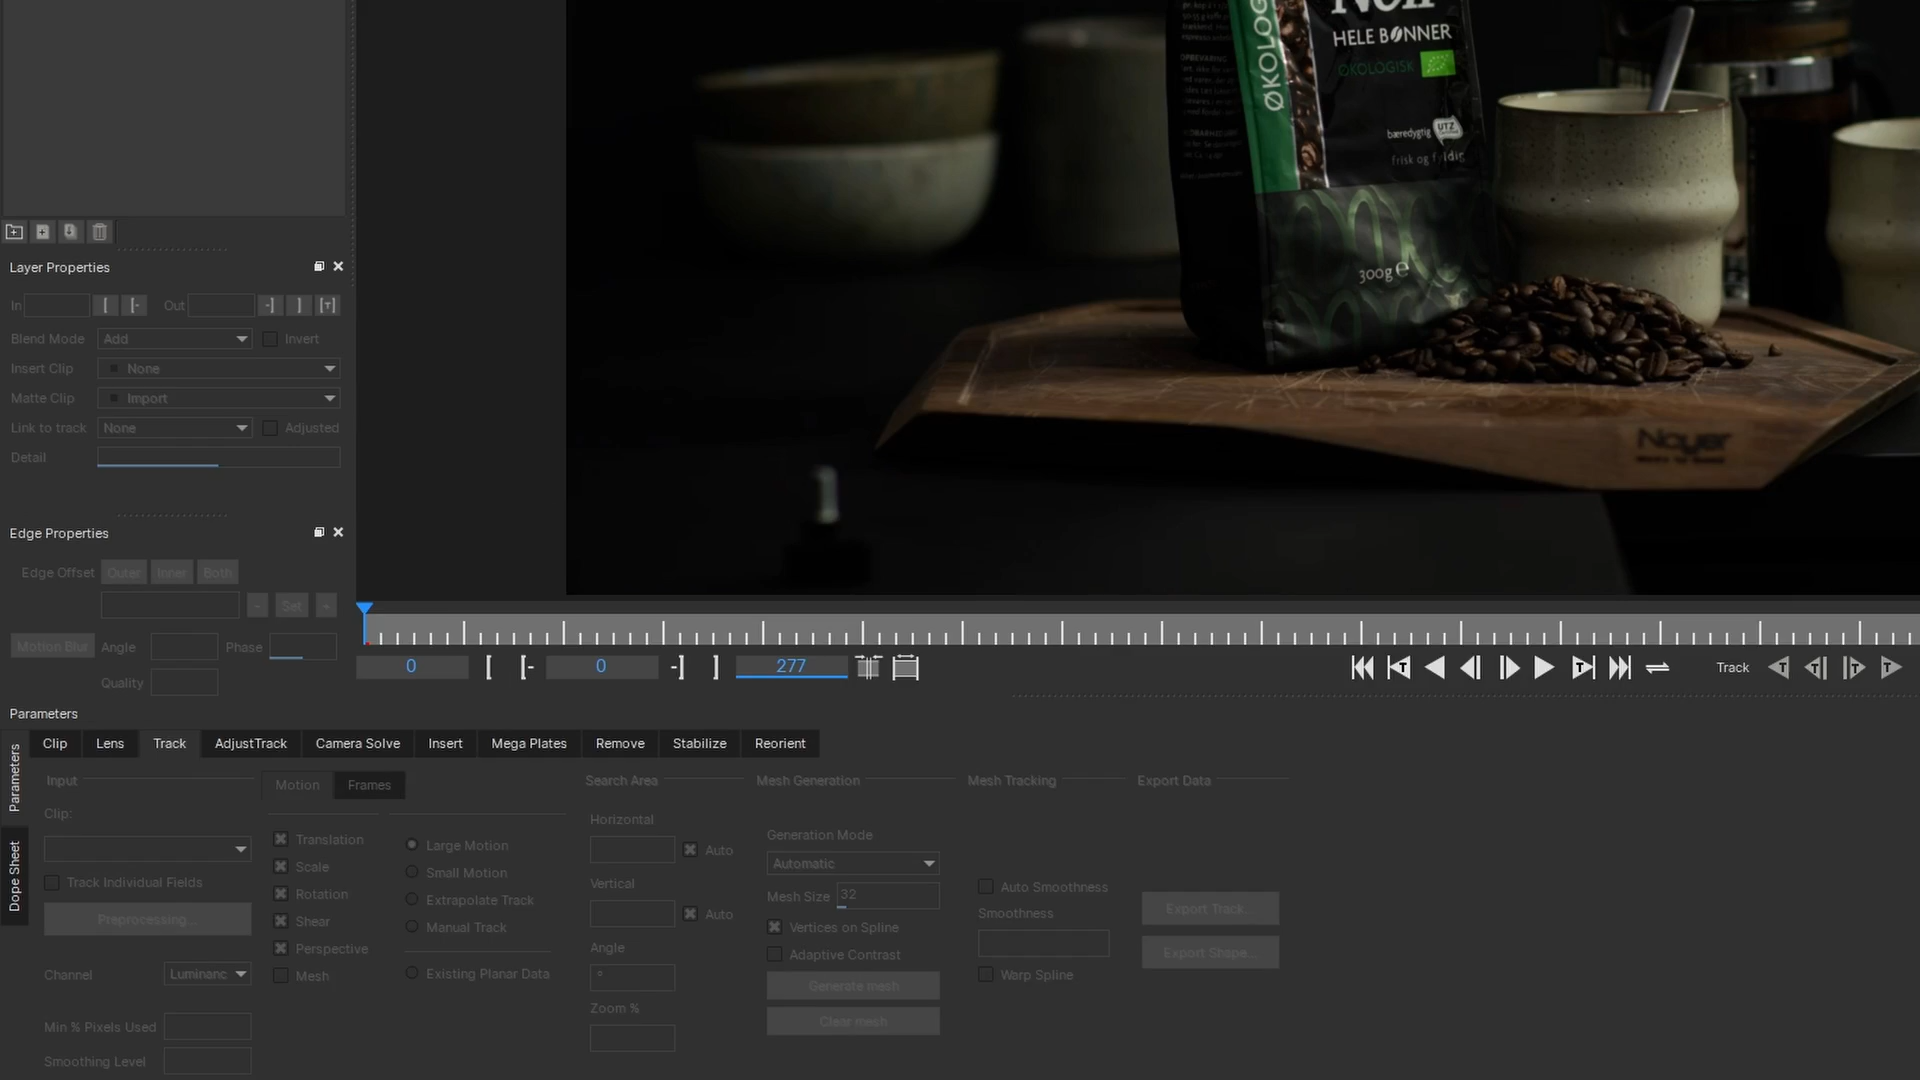 Noir
HELE BØNNER
ØKOLOGISK
ØKOLOG
bæredygtig
UTZ
frisk og fyldig
300g e
Nayer
Layer Properties
In
Out
Blend Mode
Add
Invert
Insert Clip
None
Matte Clip
Import
Link to track
None
Adjusted
Detail
Edge Properties
Edge Offset
Outer
Inner
Both
-
Set
+
Motion Blur
Angle
Phase
Quality
0
0
277
Track
Parameters
Clip
Lens
Track
AdjustTrack
Camera Solve
Insert
Mega Plates
Remove
Stabilize
Reorient
Parameters
Dope Sheet
Input
Clip:
Track Individual Fields
Preprocessing...
Channel
Luminanc
Min % Pixels Used
Smoothing Level
Motion
Frames
Translation
Scale
Rotation
Shear
Perspective
Mesh
Large Motion
Small Motion
Extrapolate Track
Manual Track
Existing Planar Data
Search Area
Horizontal
Auto
Vertical
Auto
Angle
°
Zoom %
Mesh Generation
Generation Mode
Automatic
Mesh Size
32
Vertices on Spline
Adaptive Contrast
Generate mesh
Clear mesh
Mesh Tracking
Auto Smoothness
Smoothness
Warp Spline
Export Data
Export Track...
Export Shape...